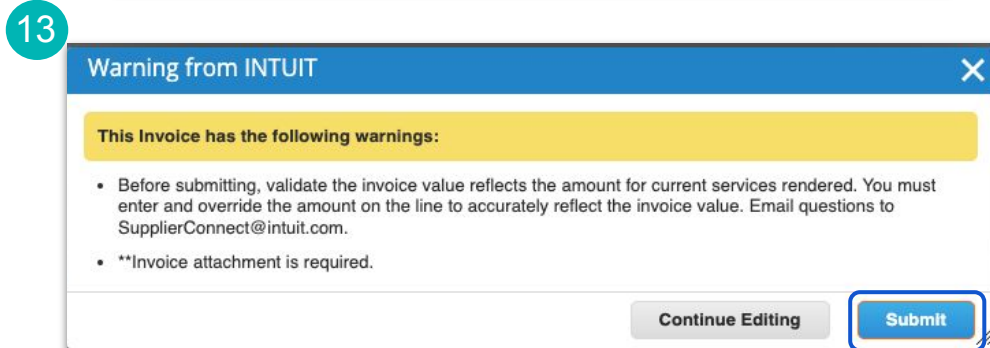 13
Warning from INTUIT
This Invoice has the following warnings:
• Before submitting, validate the invoice value reflects the amount for current services rendered. You must
enter and override the amount on the line to accurately reflect the invoice value. Email questions to
SupplierConnect@intuit.com.
• **Invoice attachment is required.
Continue Editing
Submit